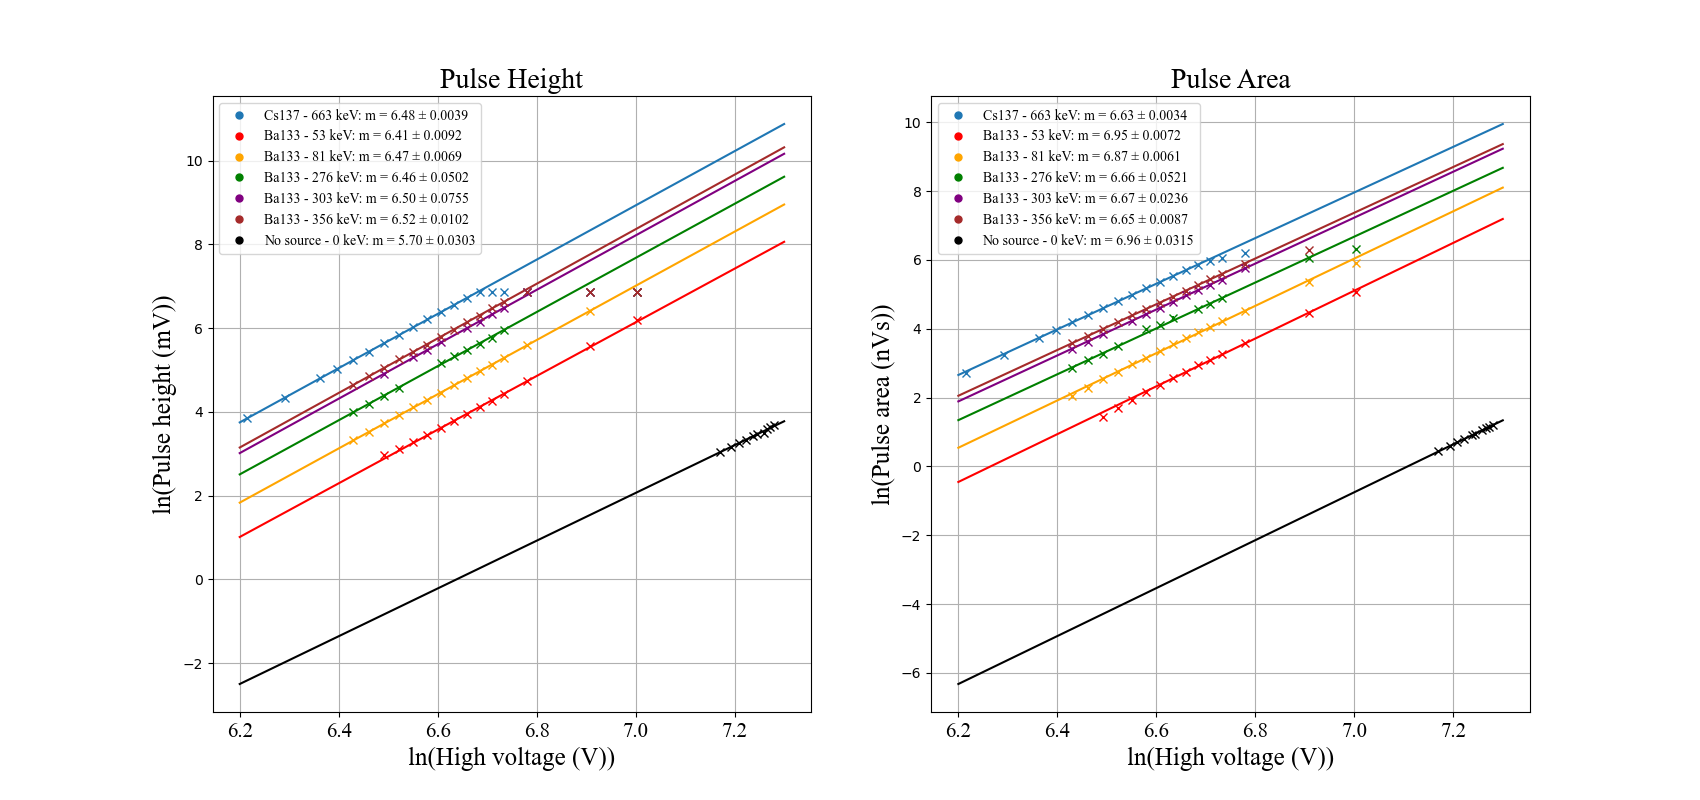 Pulse Height
Cs137 - 663 keV: m = 6.48 ± 0.0039
Ba133 - 53 keV: m = 6.41 ± 0.0092
Ba133 - 81 keV: m = 6.47 ± 0.0069
Ba133 - 276 keV: m = 6.46 ± 0.0502
Ba133 - 303 keV: m = 6.50 ± 0.0755
Ba133 - 356 keV: m = 6.52 ± 0.0102
No source - 0 keV: m = 5.70 ± 0.0303
ln(Pulse height (mV))
10
8
6
4
2
0
−2
6.2 6.4 6.6 6.8 7.0 7.2
ln(High voltage (V))
Pulse Area
Cs137 - 663 keV: m = 6.63 ± 0.0034
Ba133 - 53 keV: m = 6.95 ± 0.0072
Ba133 - 81 keV: m = 6.87 ± 0.0061
Ba133 - 276 keV: m = 6.66 ± 0.0521
Ba133 - 303 keV: m = 6.67 ± 0.0236
Ba133 - 356 keV: m = 6.65 ± 0.0087
No source - 0 keV: m = 6.96 ± 0.0315
ln(Pulse area (nVs))
10
8
6
4
2
0
−2
−4
−6
6.2 6.4 6.6 6.8 7.0 7.2
ln(High voltage (V))